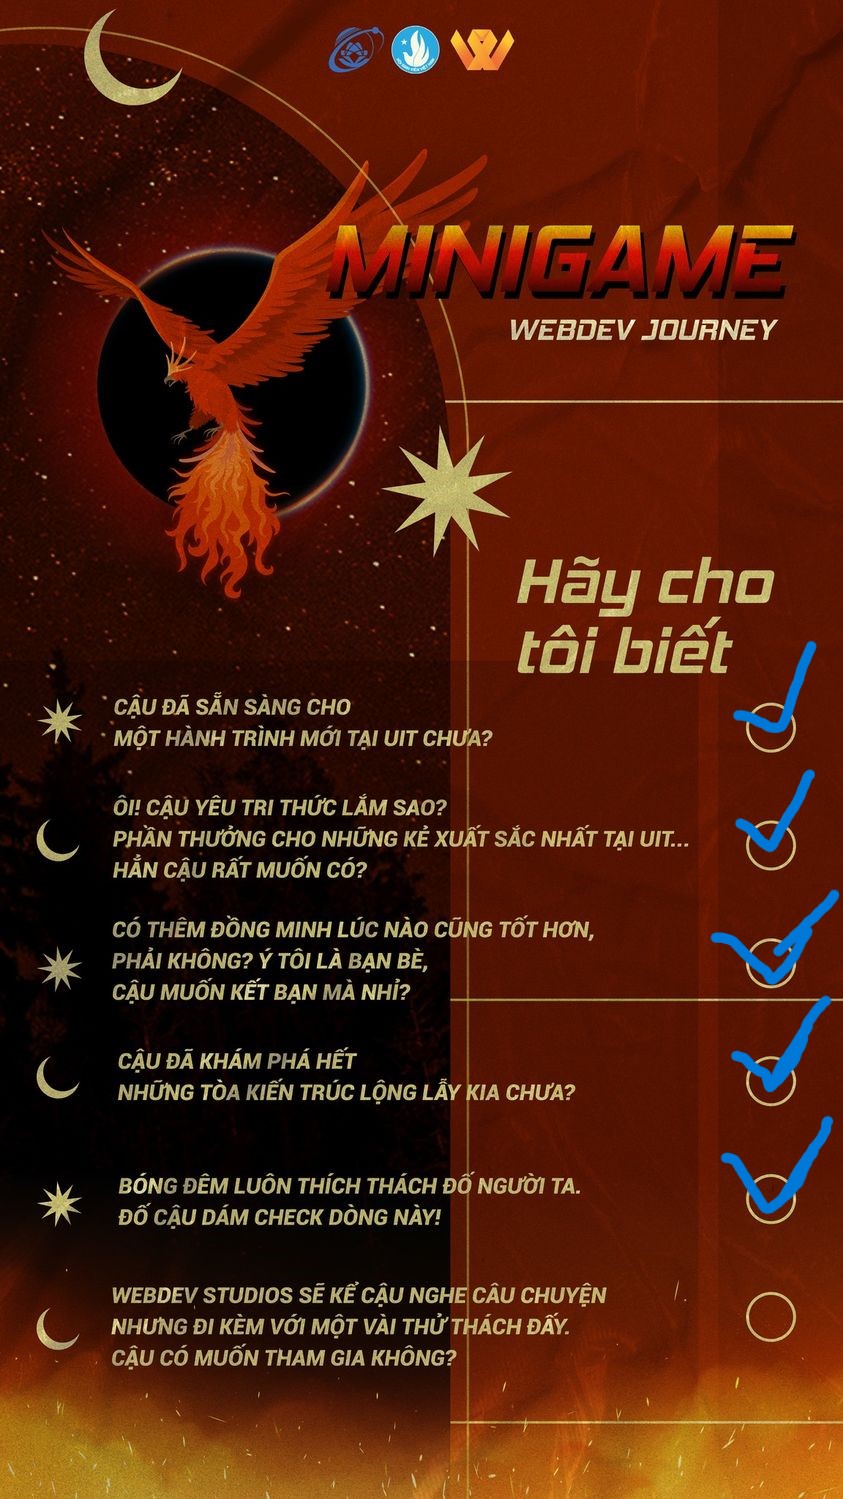 MINIGAME
WEBDEV JOURNEY
Hãy cho
tôi biết
CẬU ĐÃ SẴN SÀNG CHO
MỘT HÀNH TRÌNH MỚI TẠI UIT CHƯA?
ÔI! CẬU YÊU TRI THỨC LẮM SAO?
PHẦN THƯỞNG CHO NHỮNG KẺ XUẤT SẮC NHẤT TẠI UIT...
HẲN CẬU RẤT MUỐN CÓ?
CÓ THÊM ĐỒNG MINH LÚC NÀO CŨNG TỐT HƠN,
PHẢI KHÔNG? Ý TÔI LÀ BẠN BÈ,
CẬU MUỐN KẾT BẠN MÀ NHỈ?
CẬU ĐÃ KHÁM PHÁ HẾT
NHỮNG TÒA KIẾN TRÚC LỘNG LẪY KIA CHƯA?
BÓNG ĐÊM LUÔN THÍCH THÁCH ĐỐ NGƯỜI TA.
ĐỐ CẬU DÁM CHECK DÒNG NÀY!
WEBDEV STUDIOS SẼ KỂ CẬU NGHE CÂU CHUYỆN
NHƯNG ĐI KÈM VỚI MỘT VÀI THỬ THÁCH ĐẤY.
CẬU CÓ MUỐN THAM GIA KHÔNG?